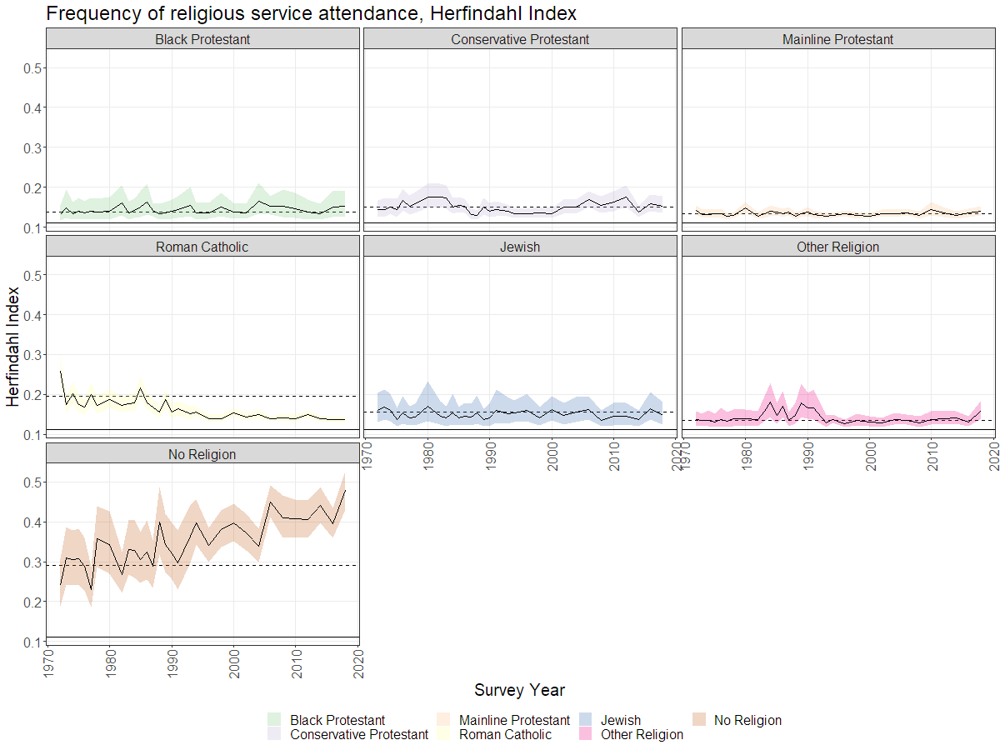 Frequency of religious service attendance, Herfindahl Index
Black Protestant
Conservative Protestant
Mainline Protestant
0.5
0.4
0.3
0.2
0.1
Roman Catholic
Jewish
Other Religion
0.5
0.4
0.3
0.2
0.1
Herfindahl Index
1970 1980 1990 2000 2010 2020
1970 1980 1990 2000 2010 2020
No Religion
0.5
0.4
0.3
0.2
0.1
1970 1980 1990 2000 2010 2020
Survey Year
Black Protestant
Mainline Protestant
Jewish
No Religion
Conservative Protestant
Roman Catholic
Other Religion